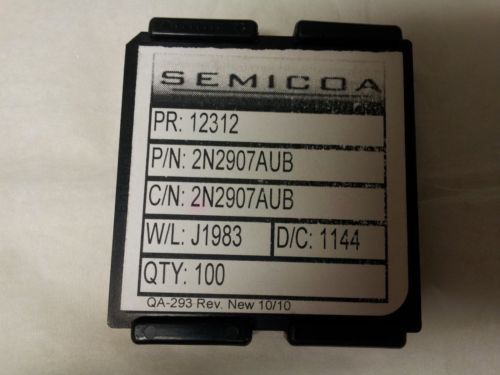 SEMICOA
PR: 12312
P/N: 2N2907AUB
C/N: 2N2907AUB
W/L: J1983 D/C: 1144
QTY: 100
QA-293 Rev. New 10/10